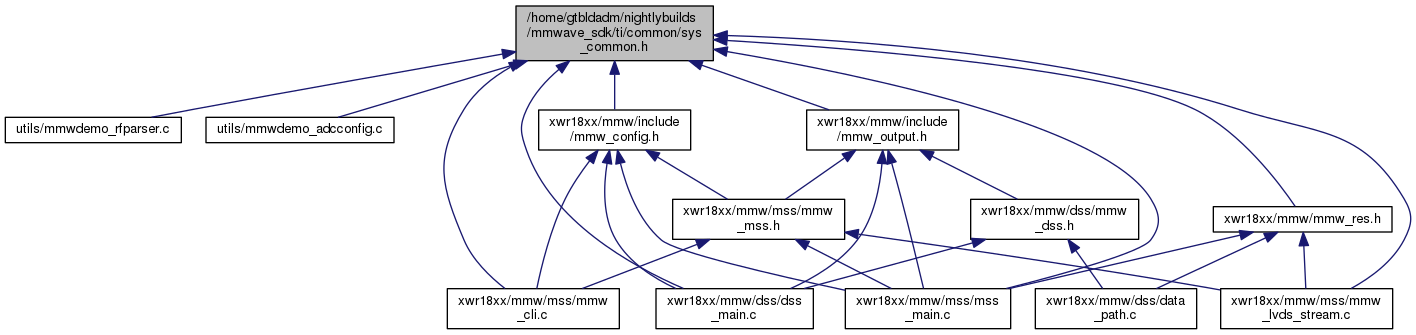 /home/gtbldadm/nightlybuilds
/mmwave_sdk/ti/common/sys
_common.h
utils/mmwdemo_rfparser.c
utils/mmwdemo_adcconfig.c
xwr18xx/mmw/include
/mmw_config.h
xwr18xx/mmw/include
/mmw_output.h
xwr18xx/mmw/mss/mmw
_mss.h
xwr18xx/mmw/dss/mmw
_dss.h
xwr18xx/mmw/mmw_res.h
xwr18xx/mmw/mss/mmw
_cli.c
xwr18xx/mmw/dss/dss
_main.c
xwr18xx/mmw/mss/mss
_main.c
xwr18xx/mmw/dss/data
_path.c
xwr18xx/mmw/mss/mmw
_lvds_stream.c